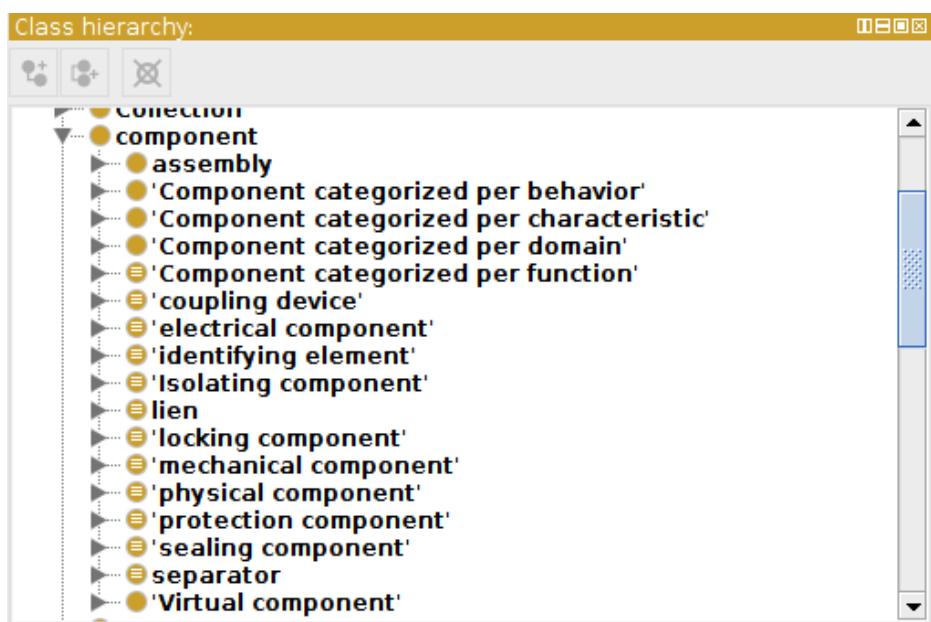 Class hierarchy:
Collection
component
assembly
'Component categorized per behavior'
'Component categorized per characteristic'
'Component categorized per domain'
'Component categorized per function'
'coupling device'
'electrical component'
'identifying element'
'Isolating component'
lien
'locking component'
'mechanical component'
'physical component'
'protection component'
'sealing component'
separator
'Virtual component'